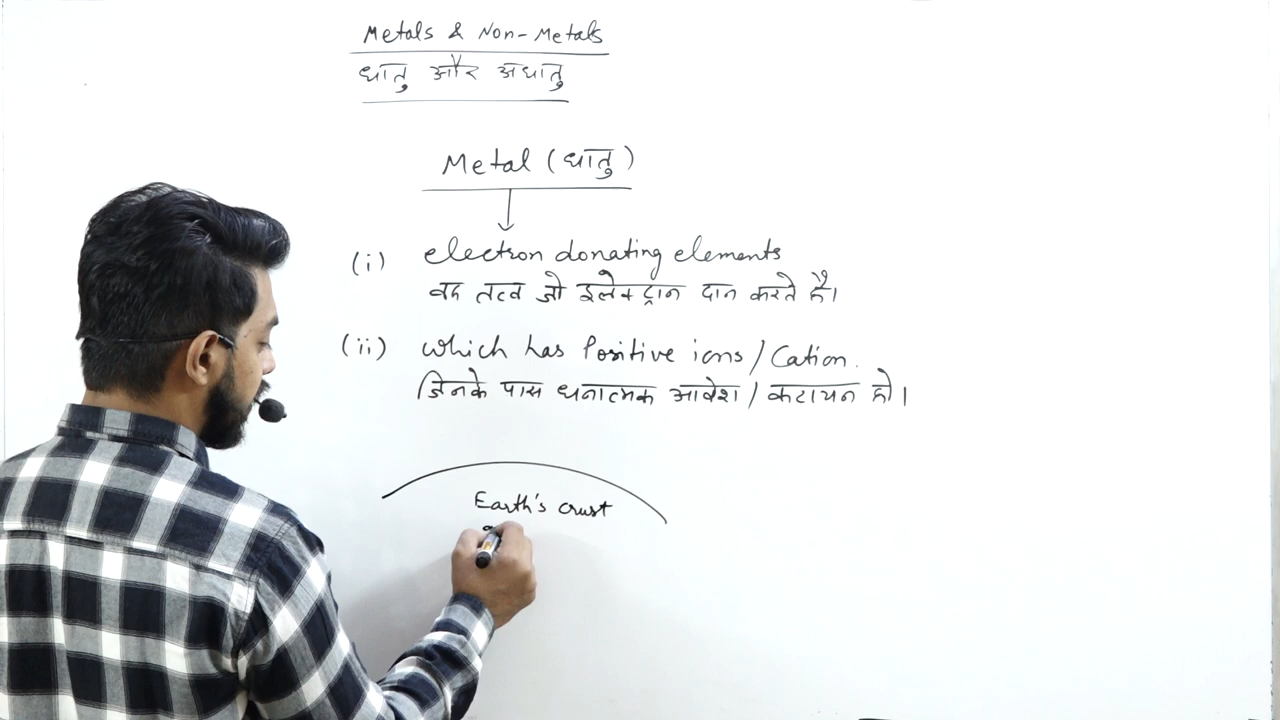 Metals & Non-Metals
धातु और अधातु
Metal (धातु)
(i) electron donating elements
वह तत्व जो इलेक्ट्रान दान करते है।
(ii) which has Positive ions / Cation.
जिनके पास धनात्मक आवेश / कटायन हो।
Earth's crust